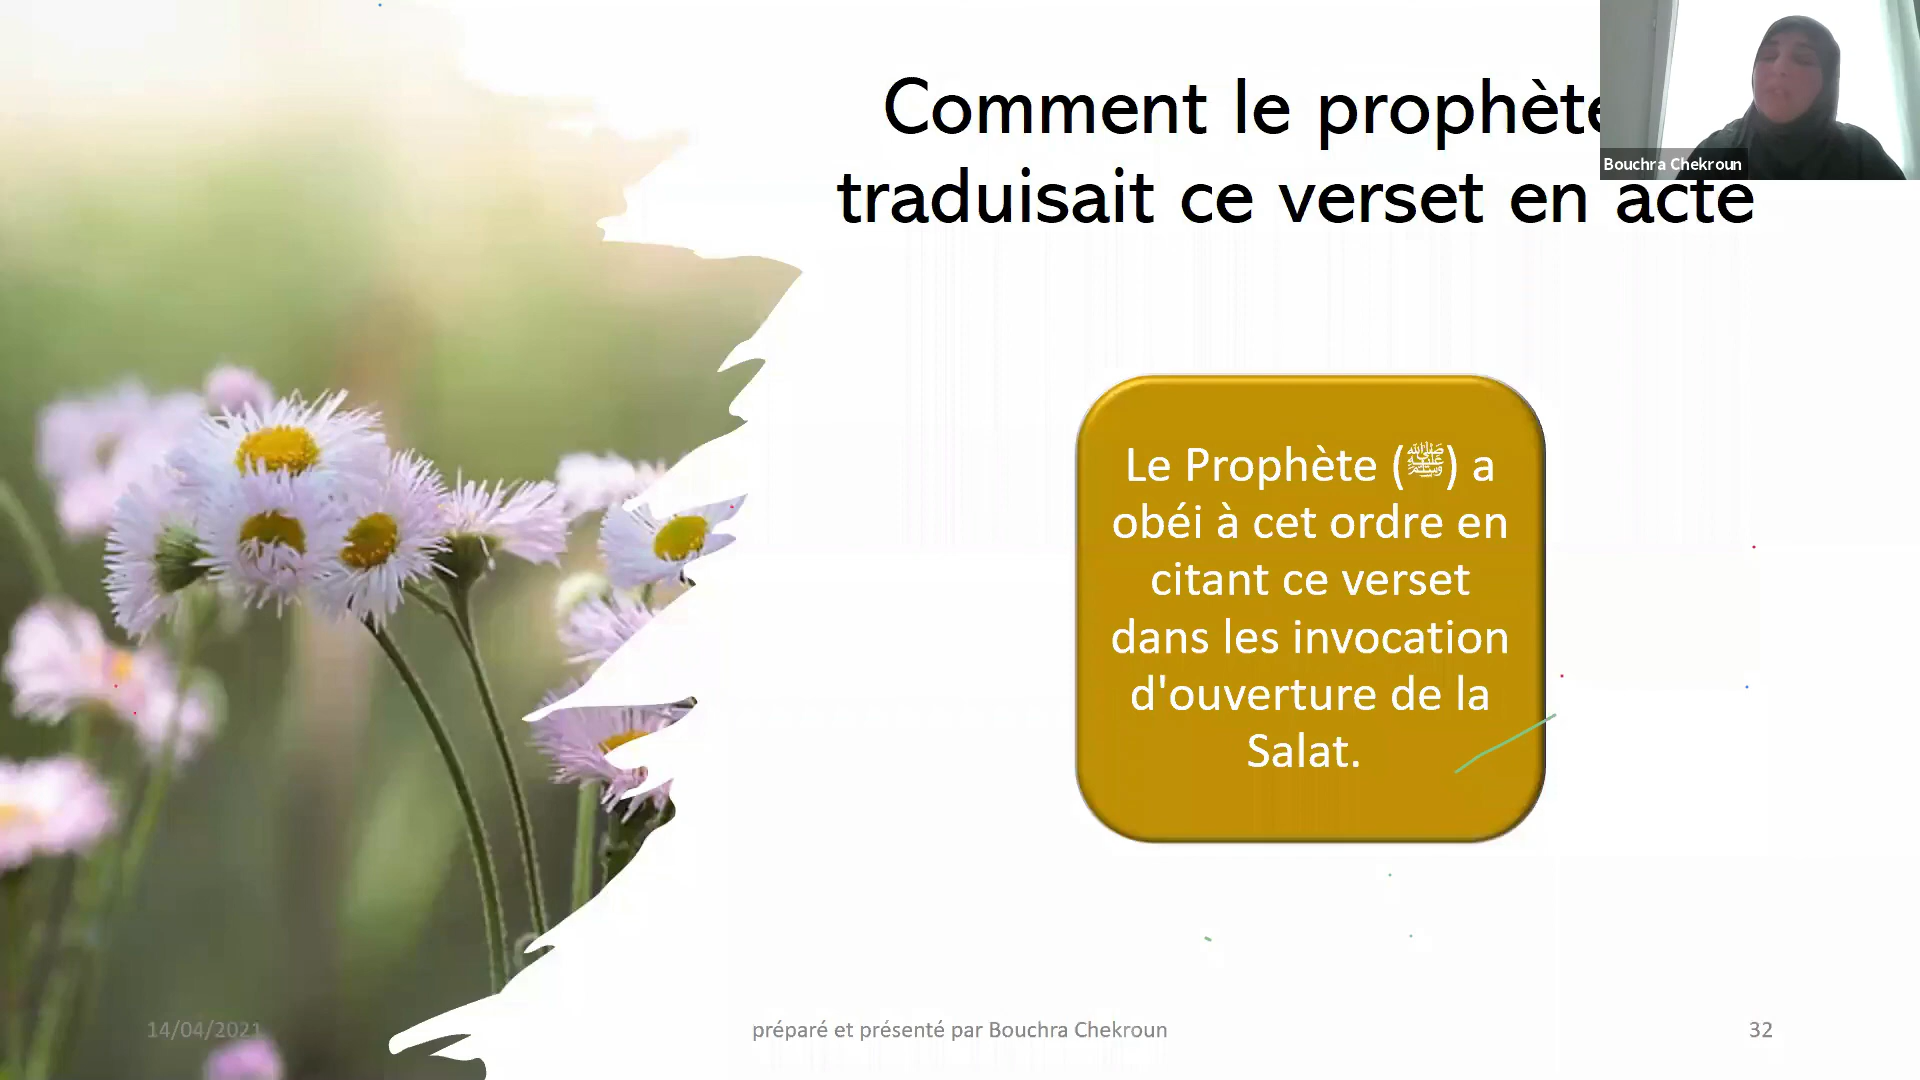 Comment le prophète
traduisait ce verset en acte
Bouchra Chekroun
Le Prophète (ﷺ) a
obéi à cet ordre en
citant ce verset
dans les invocation
d'ouverture de la
Salat.
14/04/2021
préparé et présenté par Bouchra Chekroun
32